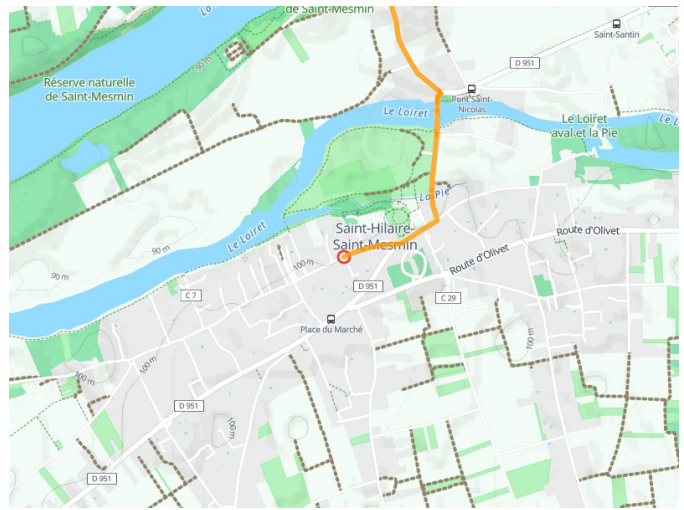 de Saint-Mesmin
Saint-Santin
D 951
90 m
Réserve naturelle
de Saint-Mesmin
Pont Saint-
Nicolas
Le Loiret
Le Loiret
aval et la Pie
La Pie
Saint-Hilaire-
Saint-Mesmin
Le Loiret
90 m
90 m
100 m
Route d'Olivet
Route d'Olivet
D 951
C 7
C 29
Place du Marché
100 m
100 m
100 m
D 951
100 m
D 951